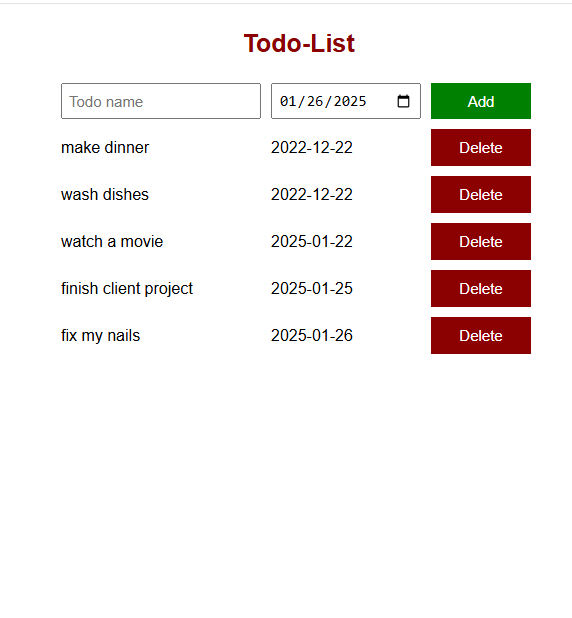 Todo-List
Todo name 01/26/2025 Add
make dinner 2022-12-22 Delete
wash dishes 2022-12-22 Delete
watch a movie 2025-01-22 Delete
finish client project 2025-01-25 Delete
fix my nails 2025-01-26 Delete